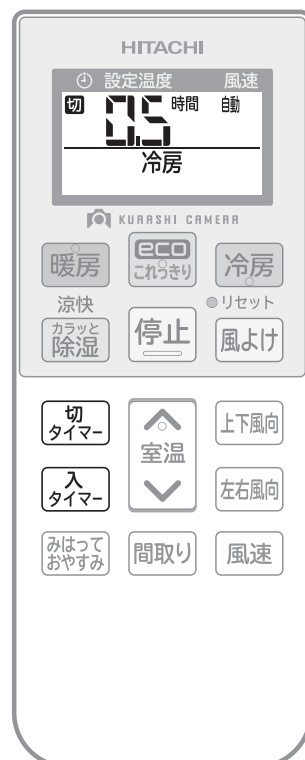 HITACHI
設定温度 風速
切 0.5 時間 自動
冷房
KURASHI CAMERA
暖房 eco これっきり 冷房
涼快 リセット
カラッと除湿 停止 風よけ
切タイマー 室温 上下風向
入タイマー 左右風向
みはっておやすみ 間取り 風速